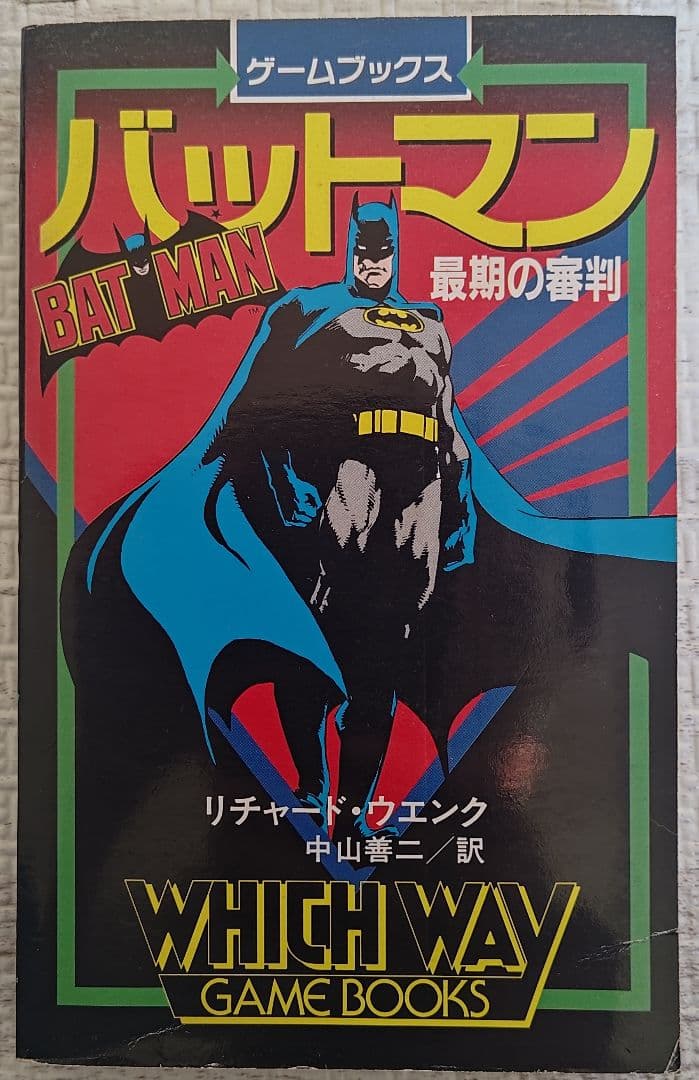 ゲームブックス
バットマン
BATMAN
TM
最期の審判
リチャード・ウエンク
中山善二／訳
WHICH WAY
GAME BOOKS